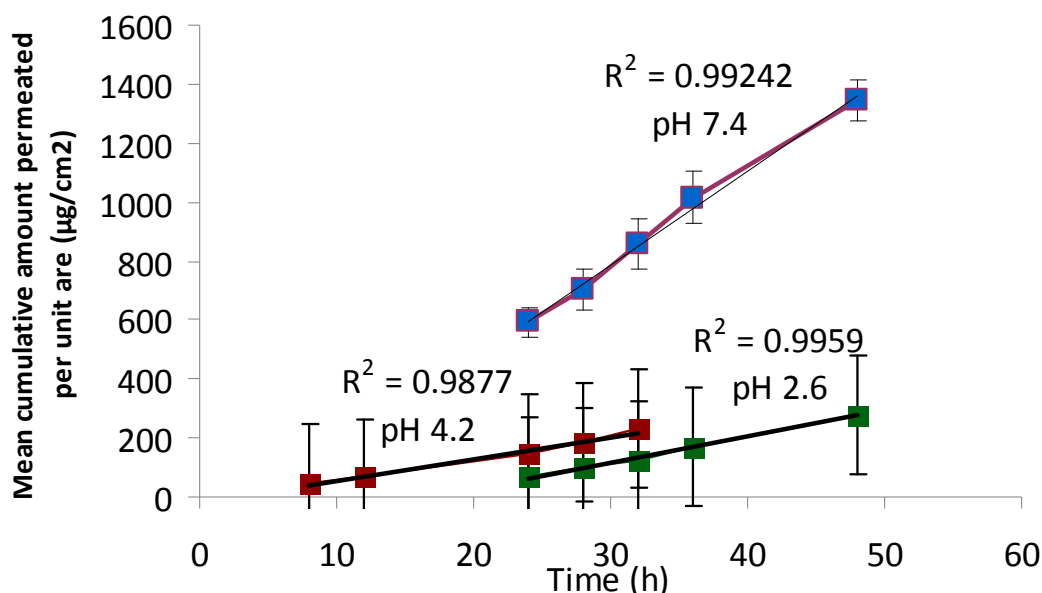 Mean cumulative amount permeated
per unit are (µg/cm2)
1600
1400
1200
1000
800
600
400
200
0
R² = 0.99242
pH 7.4
R² = 0.9959
pH 2.6
R² = 0.9877
pH 4.2
0 10 20 30 40 50 60
Time (h)